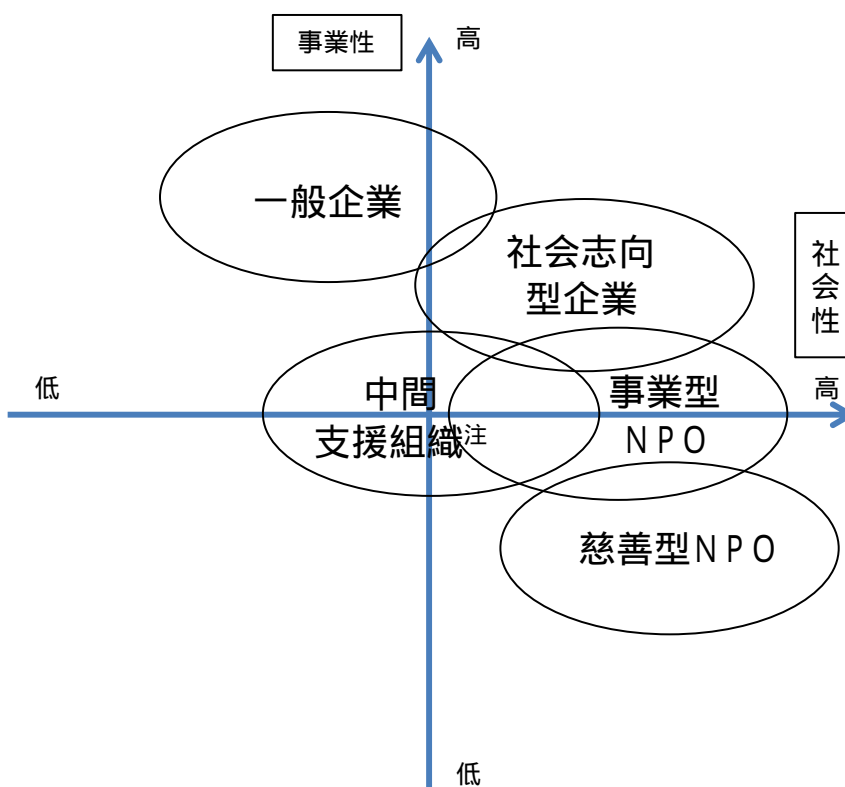 事業性
高
一般企業
社会志向
型企業
社会性
低
中間
支援組織注
事業型
NPO
高
慈善型NPO
低